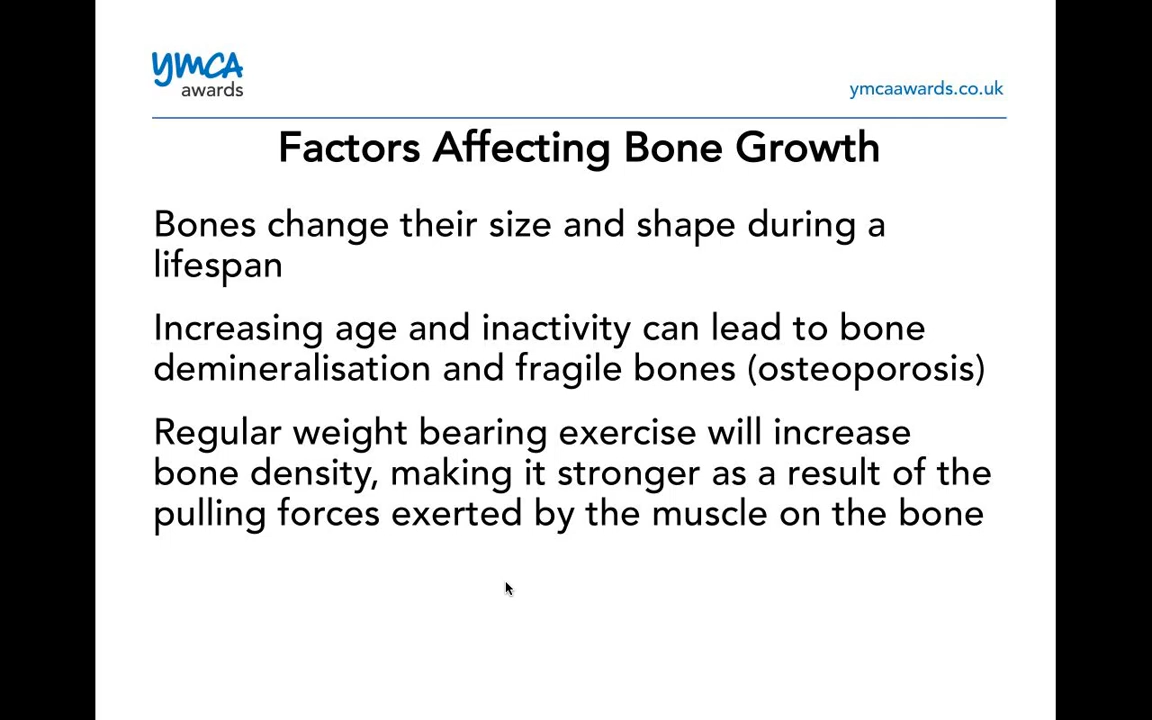 ymca
awards
ymcaawards.co.uk
Factors Affecting Bone Growth
Bones change their size and shape during a
lifespan
Increasing age and inactivity can lead to bone
demineralisation and fragile bones (osteoporosis)
Regular weight bearing exercise will increase
bone density, making it stronger as a result of the
pulling forces exerted by the muscle on the bone